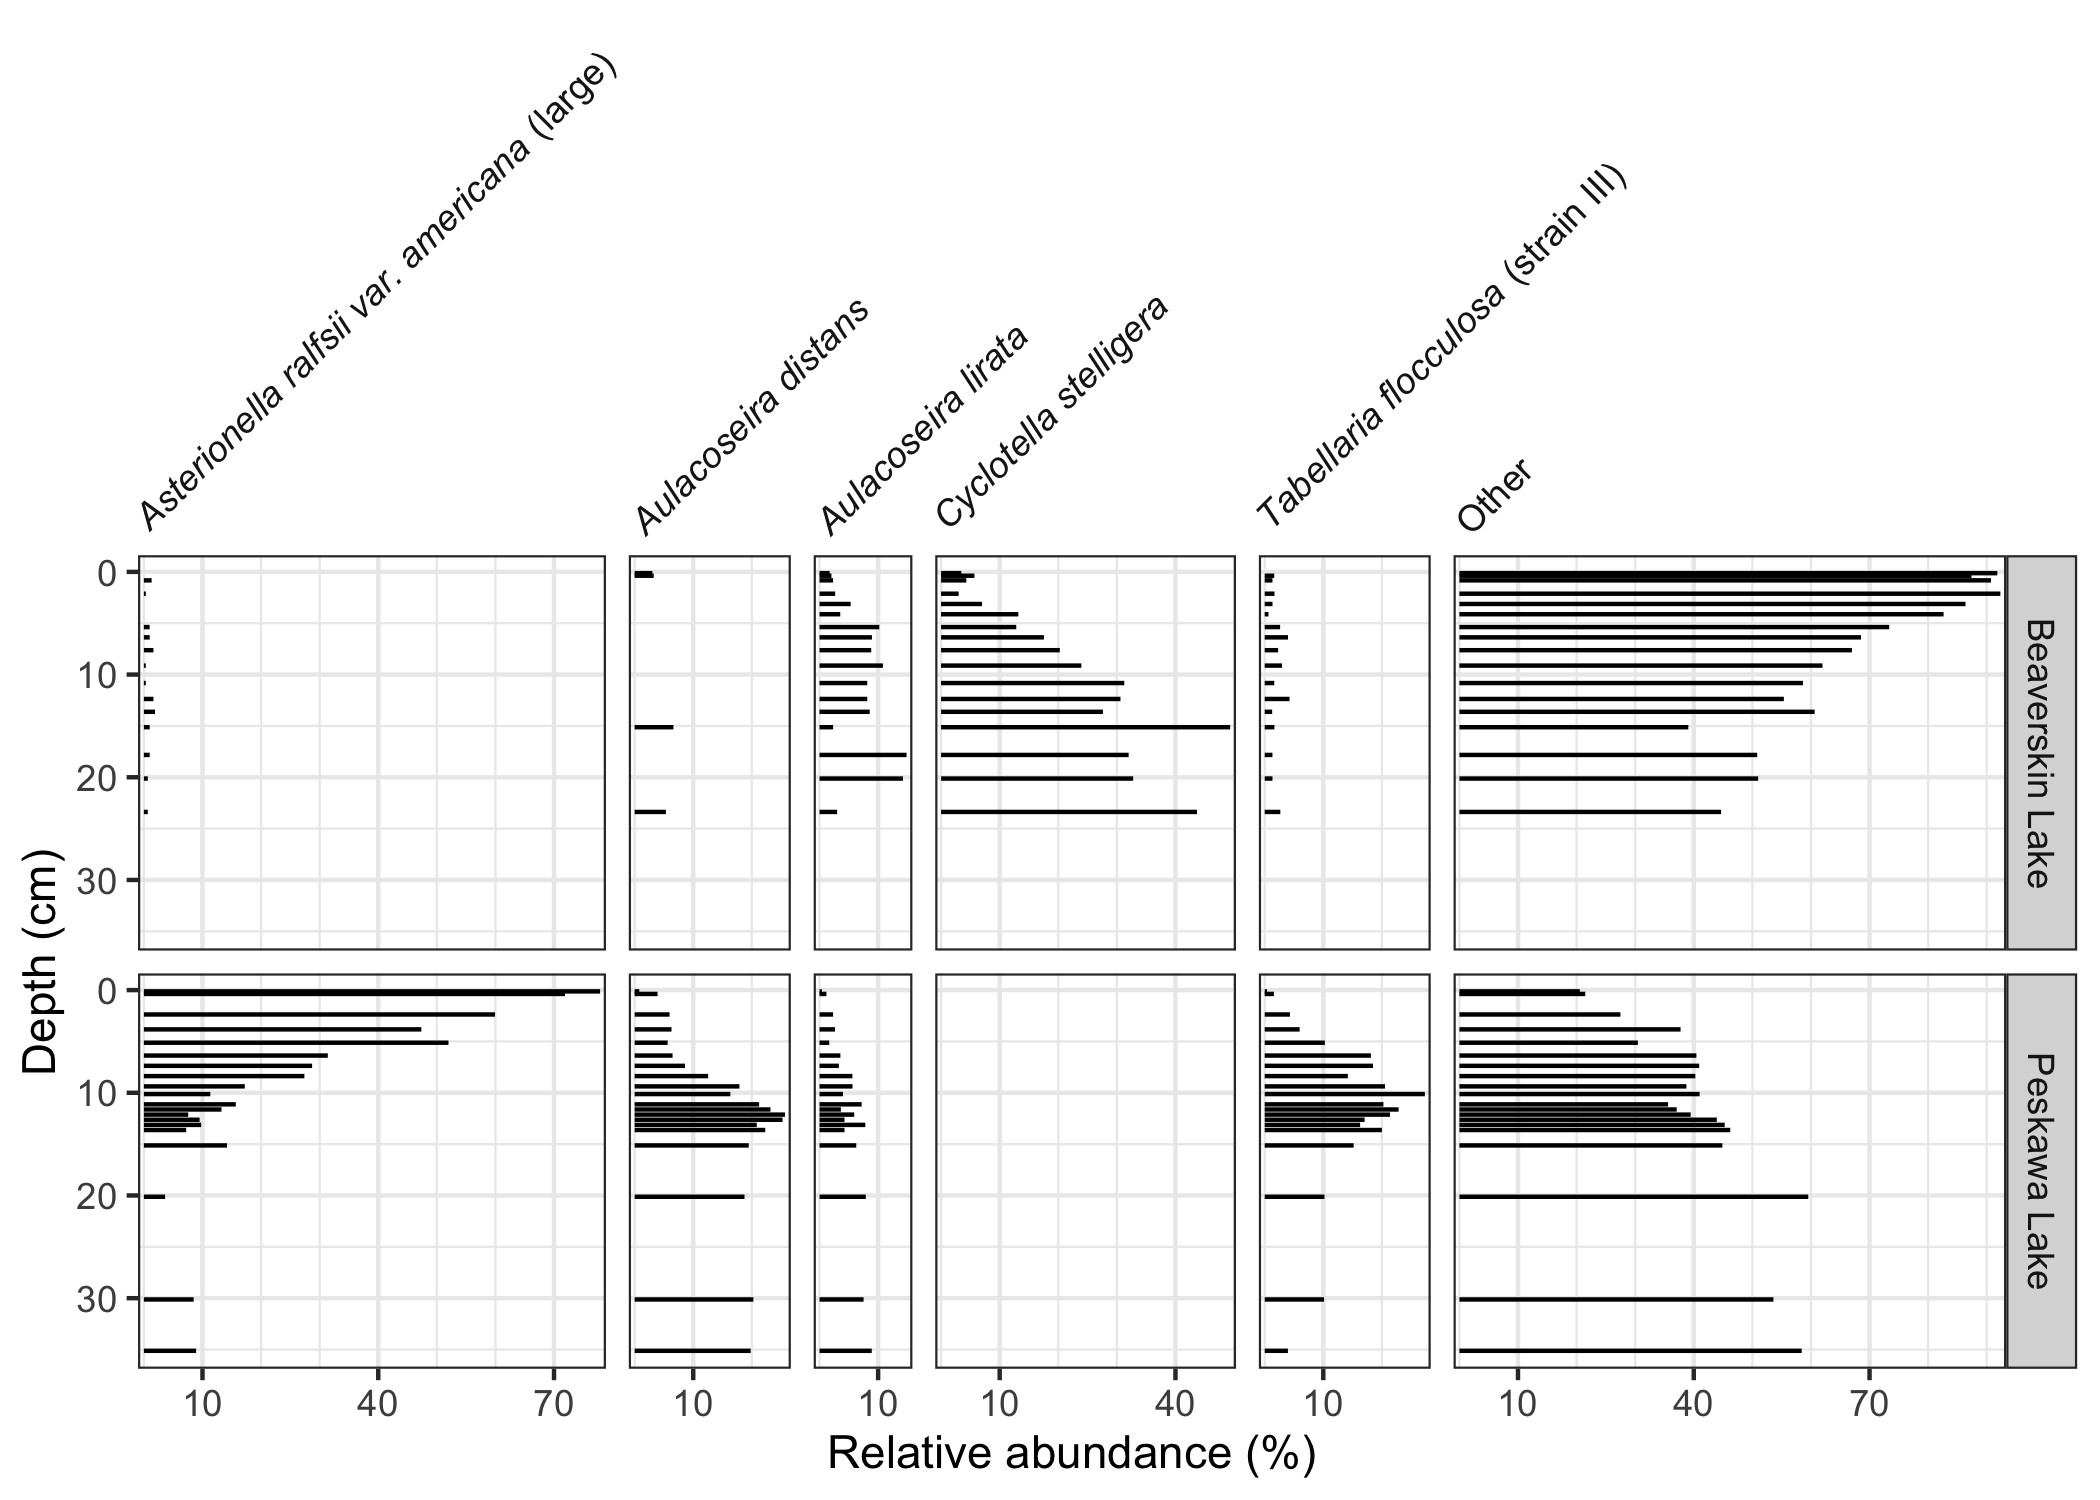 Asterionella ralfsii var. americana (large)
Aulacoseira distans
Aulacoseira lirata
Cyclotella stelligera
Tabellaria flocculosa (strain III)
Other
0
10
20
30
Beaverskin Lake
Depth (cm)
0
10
20
30
Peskawa Lake
10 40 70 10 10 10 40 10 10 40 70
Relative abundance (%)